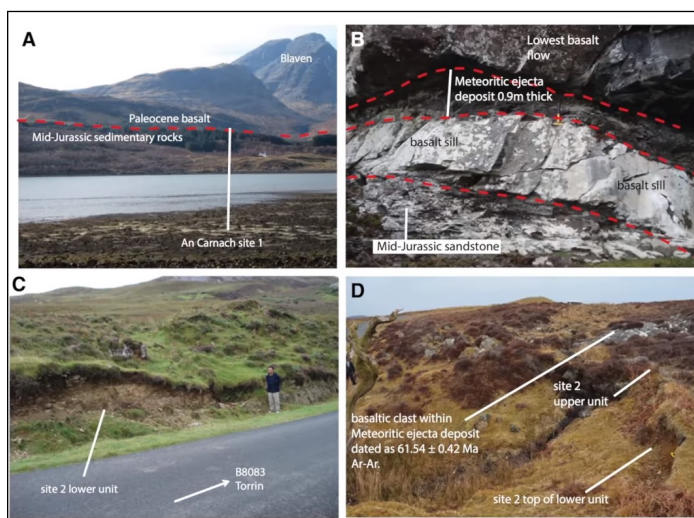 A
Blaven
Paleocene basalt
Mid-Jurassic sedimentary rocks
An Carnach site 1
B
Lowest basalt
flow
Meteoritic ejecta
deposit 0.9m thick
basalt sill
basalt sill
Mid-Jurassic sandstone
C
site 2 lower unit
B8083
Torrin
D
site 2
upper unit
basaltic clast within
Meteoritic ejecta deposit
dated as 61.54 ± 0.42 Ma
Ar-Ar.
site 2 top of lower unit